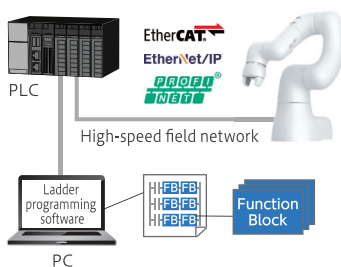 EtherCAT
EtherNet/IP
PROFI
NET
PLC
High-speed field network
Ladder
programming
software
FB FB
FB FB
FB FB
Function
Block
PC